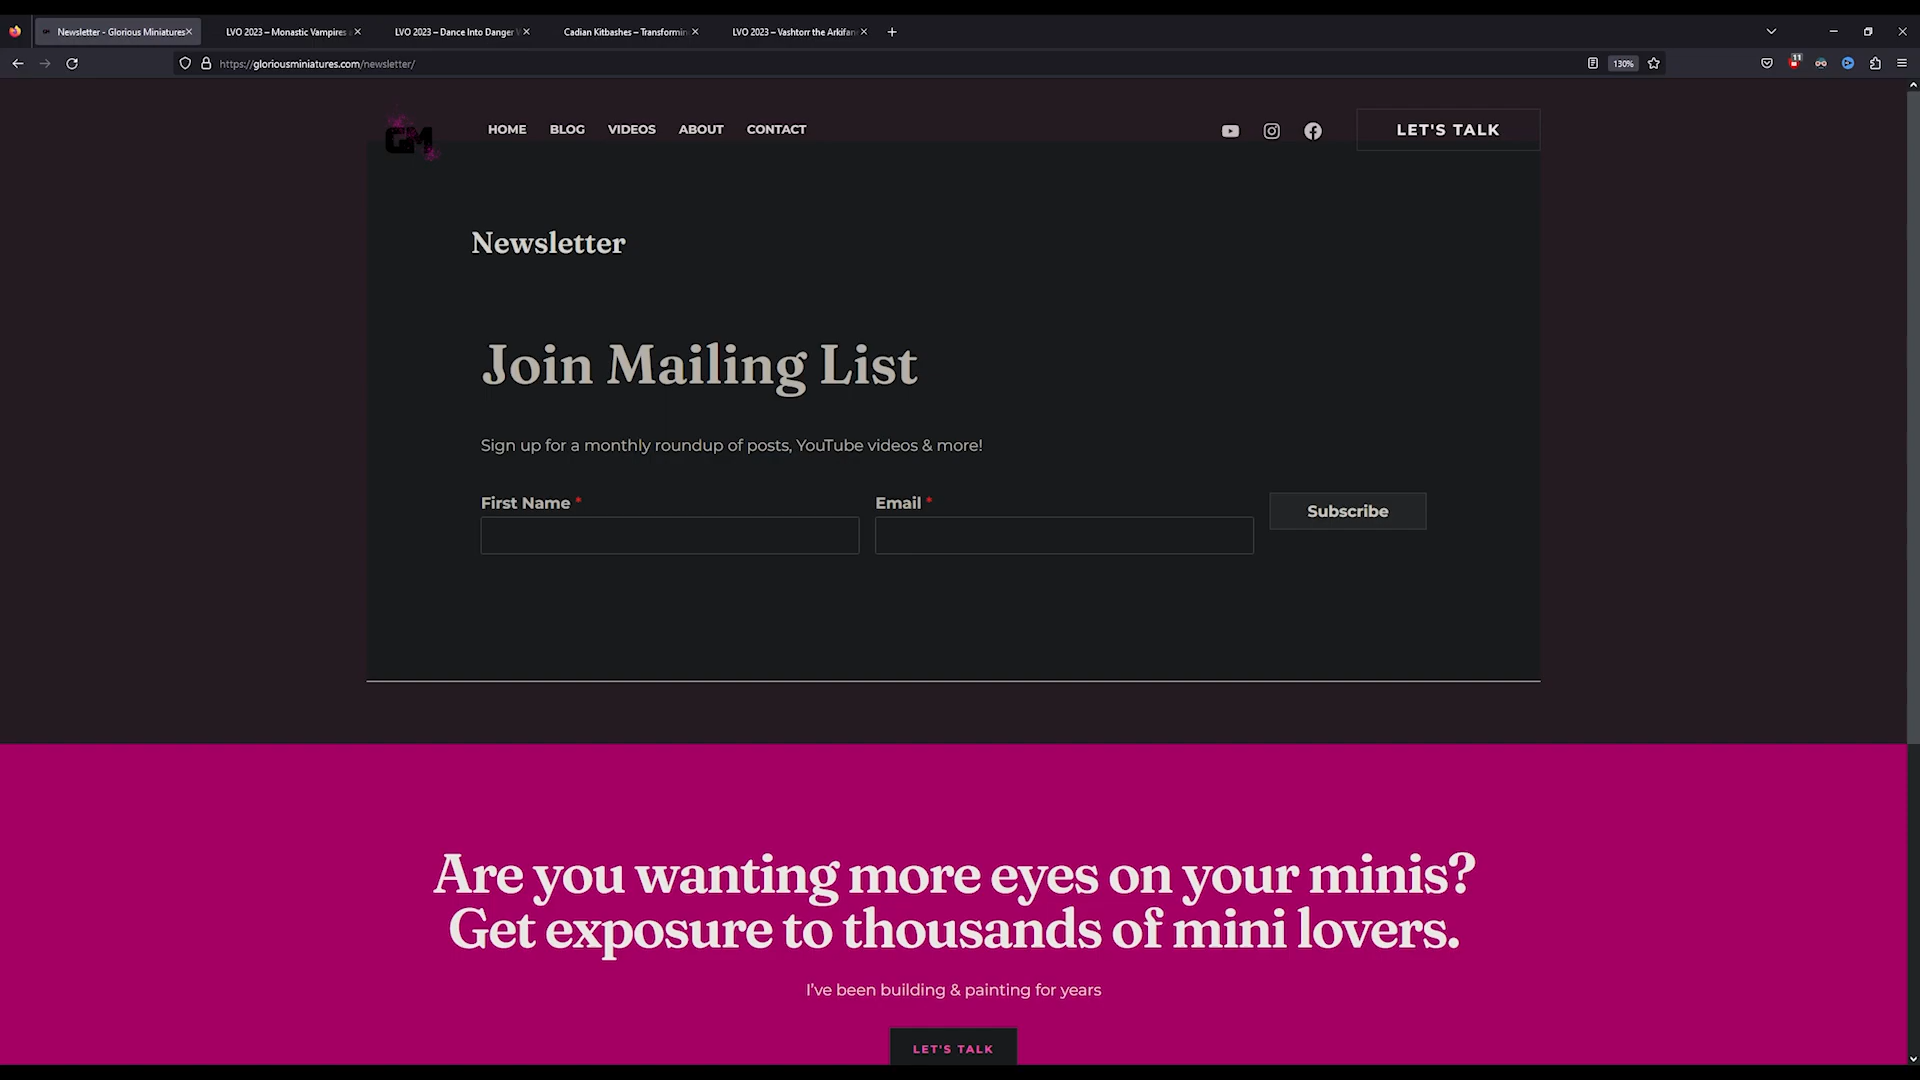 Newsletter - Glorious Miniatures
LVO 2023 – Monastic Vampires
LVO 2023 – Dance Into Danger
Cadian Kitbashes – Transformin
LVO 2023 – Vashtorr the Arkifan
https://gloriousminiatures.com/newsletter/
130%
11
GM
HOME
BLOG
VIDEOS
ABOUT
CONTACT
LET'S TALK
Newsletter
Join Mailing List
Sign up for a monthly roundup of posts, YouTube videos & more!
First Name *
Email *
Subscribe
Are you wanting more eyes on your minis?
Get exposure to thousands of mini lovers.
I've been building & painting for years
LET'S TALK